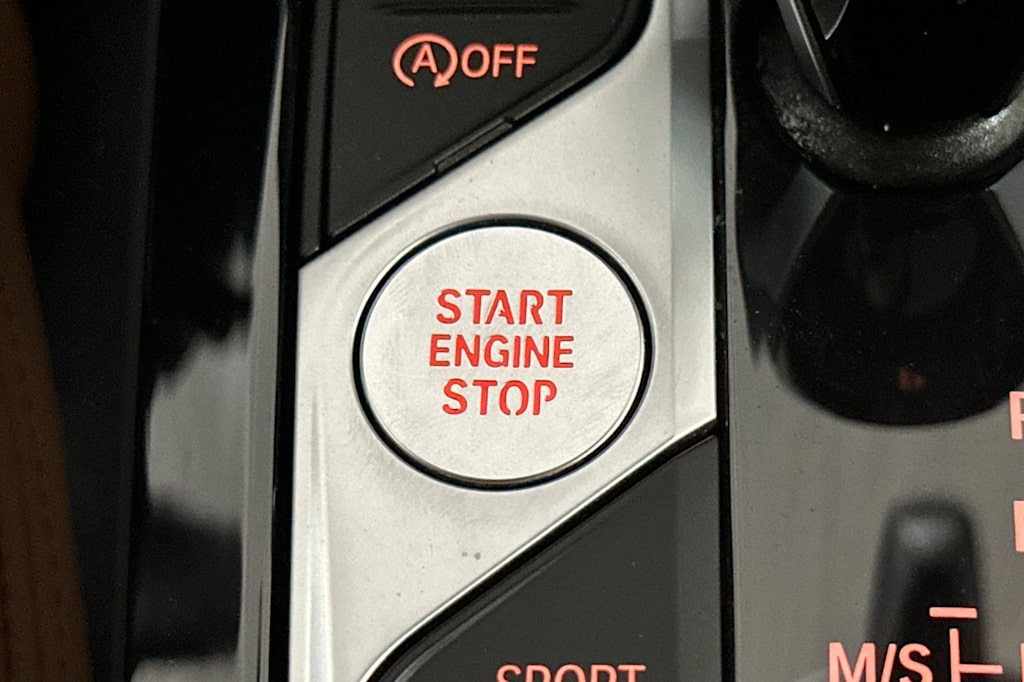 A OFF
START
ENGINE
STOP
SPORT
M/S